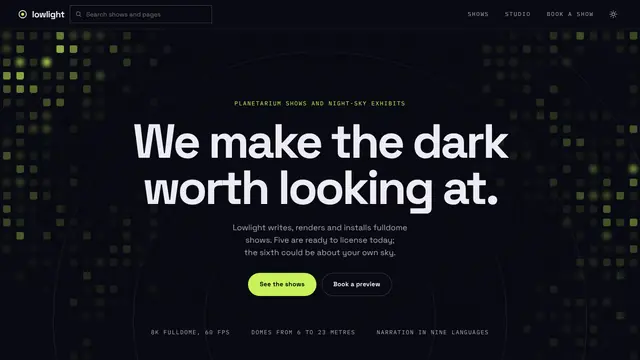 lowlight
Search shows and pages
SHOWS
STUDIO
BOOK A SHOW
PLANETARIUM SHOWS AND NIGHT-SKY EXHIBITS
We make the dark
worth looking at.
Lowlight writes, renders and installs fulldome
shows. Five are ready to license today;
the sixth could be about your own sky.
See the shows
Book a preview
8K FULLDOME, 60 FPS
DOMES FROM 6 TO 23 METRES
NARRATION IN NINE LANGUAGES